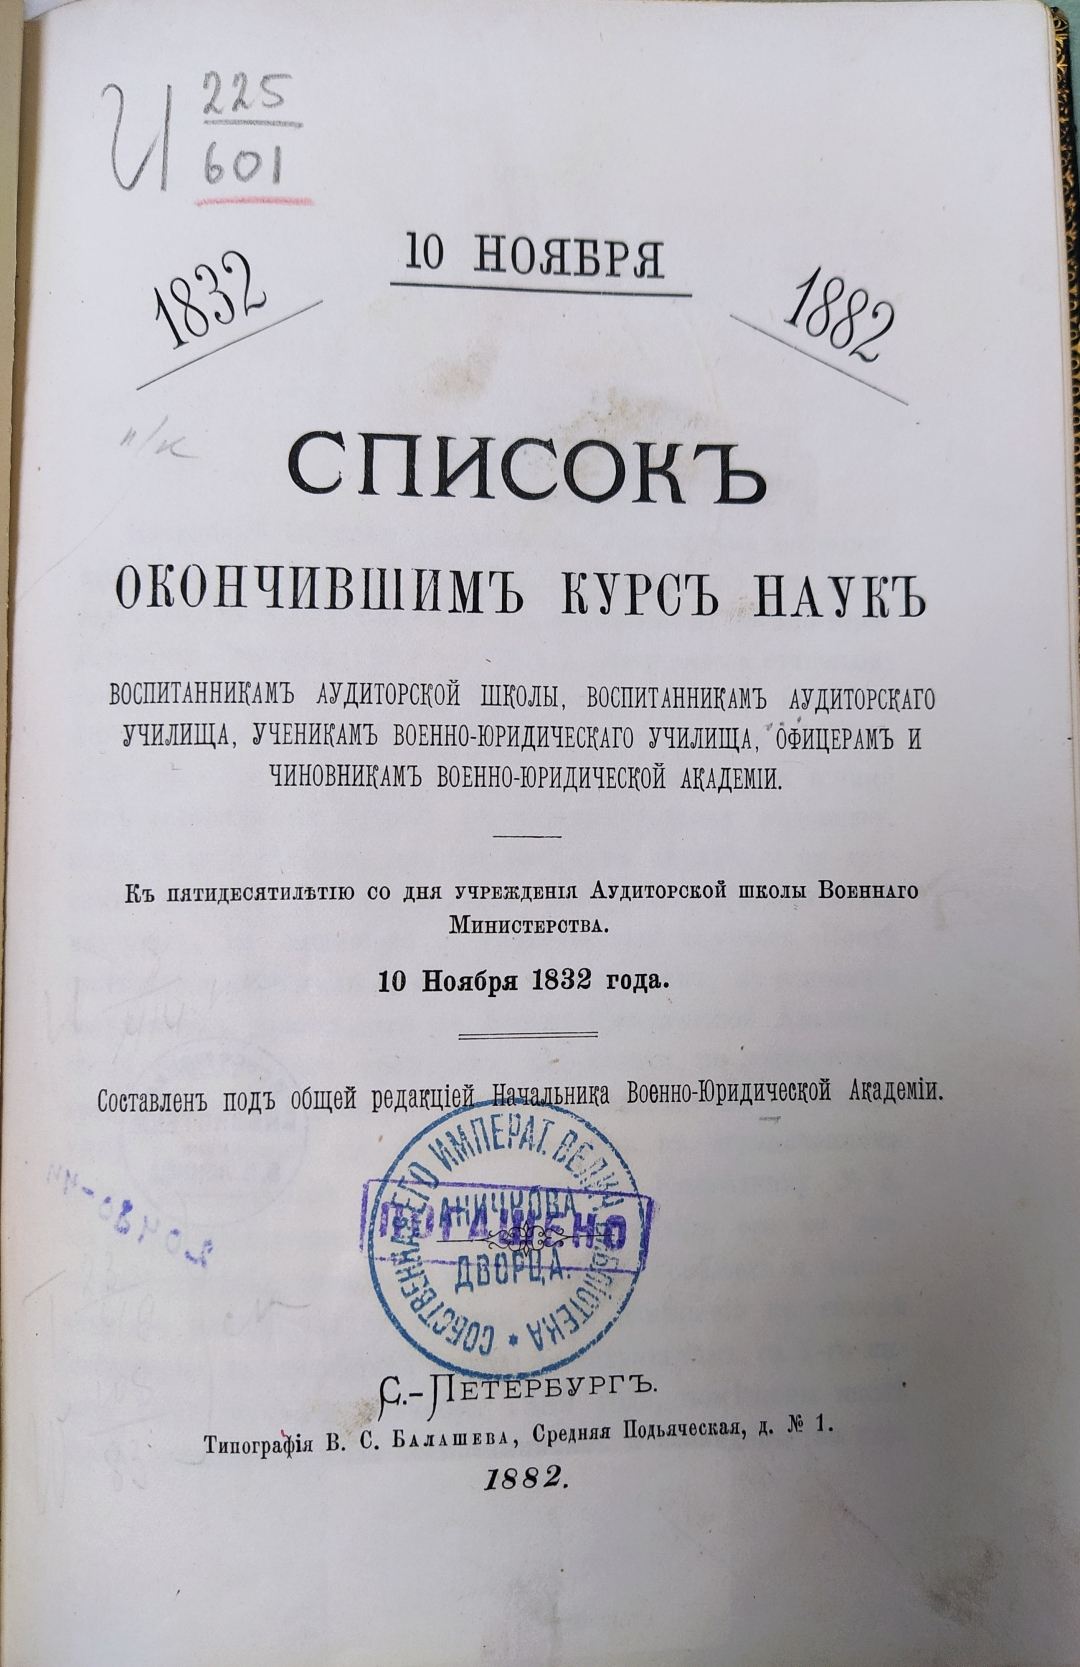 И 225
601
10 НОЯБРЯ
1832
1882
п/к
СПИСОКЪ
ОКОНЧИВШИМЪ КУРСЪ НАУКЪ
ВОСПИТАННИКАМЪ АУДИТОРСКОЙ ШКОЛЫ, ВОСПИТАННИКАМЪ АУДИТОРСКАГО
УЧИЛИЩА, УЧЕНИКАМЪ ВОЕННО-ЮРИДИЧЕСКАГО УЧИЛИЩА, ОФИЦЕРАМЪ И
ЧИНОВНИКАМЪ ВОЕННО-ЮРИДИЧЕСКОЙ АКАДЕМІИ.
Къ пятидесятилѣтію со дня учрежденія Аудиторской школы Военнаго
Министерства.
10 Ноября 1832 года.
Составленъ подъ общей редакціей Начальника Военно-Юридической Академіи.
СОБСТВЕННАЯ ЕГО ИМПЕРАТ. ВЕЛИЧ. БИБЛІОТЕКА
АНИЧКОВА
ПОГАШЕНО
ДВОРЦА.
С.-Петербургъ.
Типографія В. С. Балашева, Средняя Подьяческая, д. № 1.
1882.